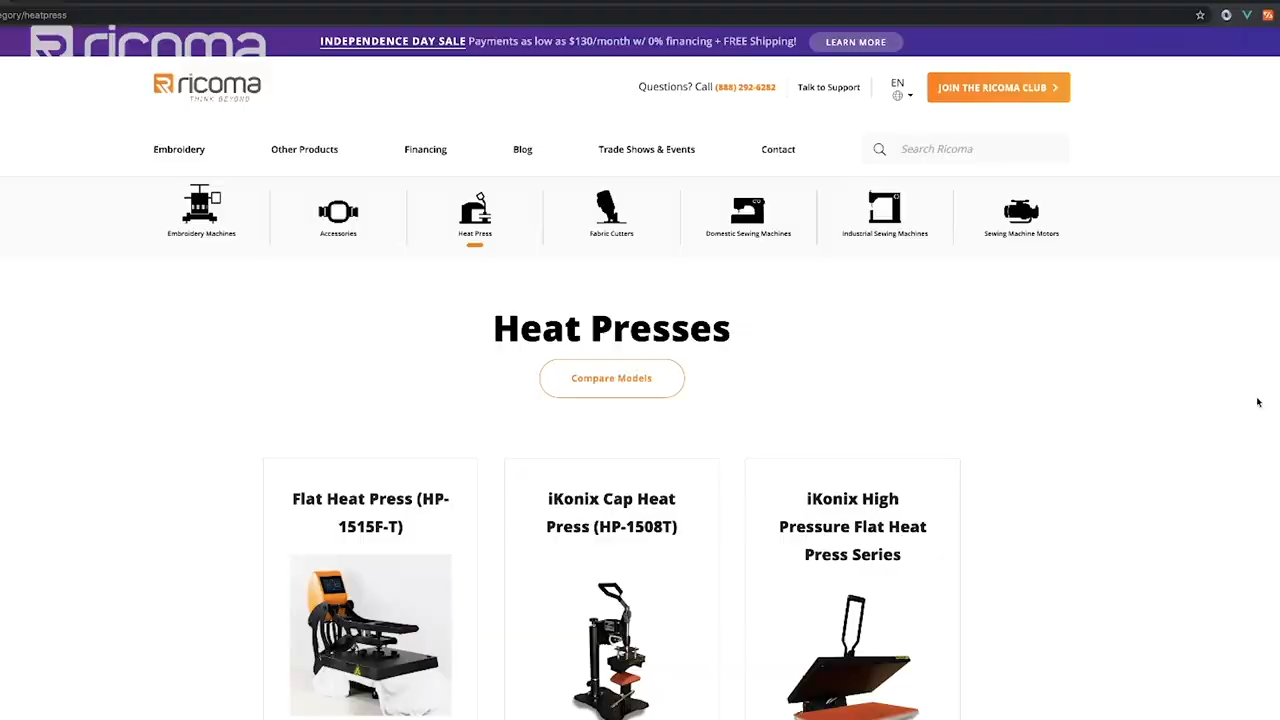 egory/heatpress
ricoma
INDEPENDENCE DAY SALE Payments as low as $130/month w/ 0% financing + FREE Shipping!
LEARN MORE
ricoma
THINK BEYOND
Questions? Call (888) 292-6282
Talk to Support
EN
JOIN THE RICOMA CLUB >
Embroidery
Other Products
Financing
Blog
Trade Shows & Events
Contact
Search Ricoma
Embroidery Machines
Accessories
Heat Press
Fabric Cutters
Domestic Sewing Machines
Industrial Sewing Machines
Sewing Machine Motors
Heat Presses
Compare Models
Flat Heat Press (HP-
1515F-T)
iKonix Cap Heat
Press (HP-1508T)
iKonix High
Pressure Flat Heat
Press Series